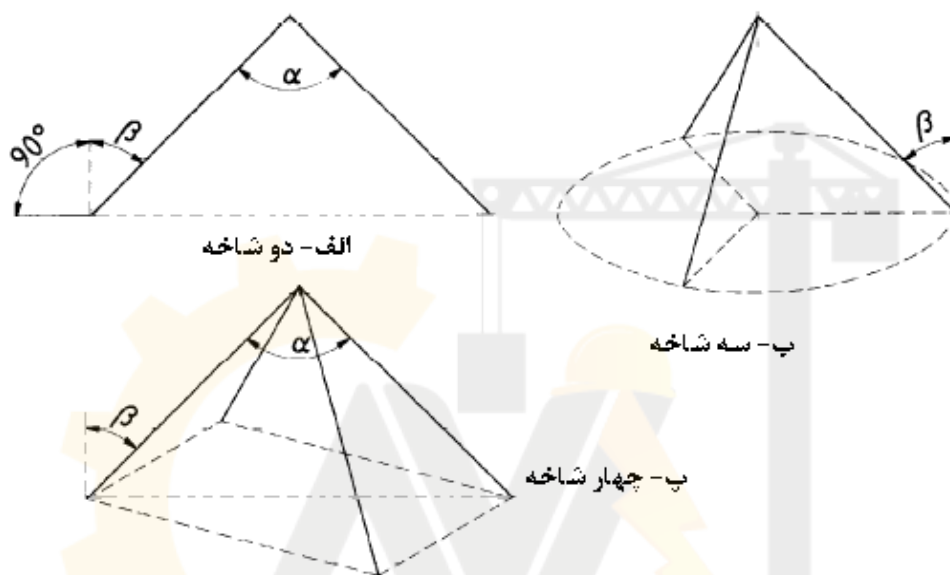 α
β
90°
الف- دو شاخه
β
پ- سه شاخه
α
β
پ- چهار شاخه